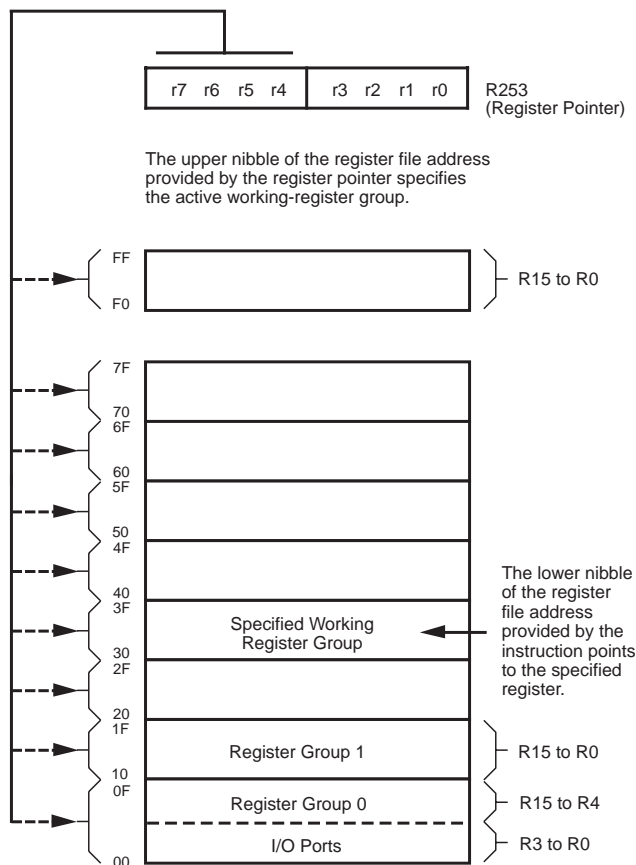 r7 r6 r5 r4 r3 r2 r1 r0
R253
(Register Pointer)
The upper nibble of the register file address
provided by the register pointer specifies
the active working-register group.
FF
R15 to R0
F0
7F
70
6F
60
5F
50
4F
40
3F
Specified Working
Register Group
The lower nibble
of the register
file address
provided by the
instruction points
to the specified
register.
30
2F
20
1F
Register Group 1
R15 to R0
10
0F
Register Group 0
R15 to R4
I/O Ports
R3 to R0
00